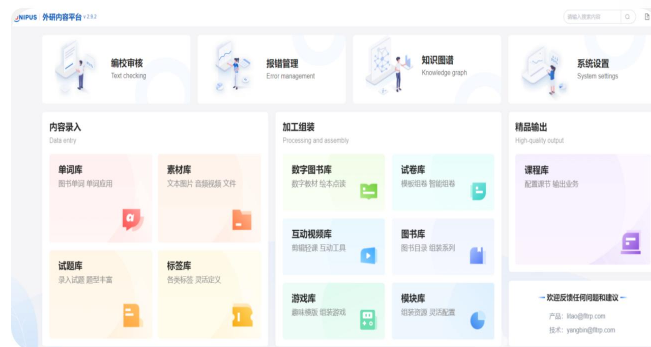 UNIPUS 外研内容平台 v2.9.2
请输入搜索内容
编校审核
Text checking
报错管理
Error management
知识图谱
Knowledge graph
系统设置
System settings
内容录入
Data entry
单词库
图书单词 单词应用
素材库
文本图片 音频视频 文件
试题库
录入试题 题型丰富
标签库
各类标签 灵活定义
加工组装
Processing and assembly
数字图书库
数字教材 绘本点读
试卷库
模板组卷 智能组卷
互动视频库
剪辑轻课 互动工具
图书库
图书目录 组装系列
游戏库
趣味模版 组装游戏
模块库
组装资源 灵活配置
精品输出
High-quality output
课程库
配置课节 输出业务
欢迎反馈任何问题和建议
产品: litao@fltrp.com
技术: yangbin@fltrp.com